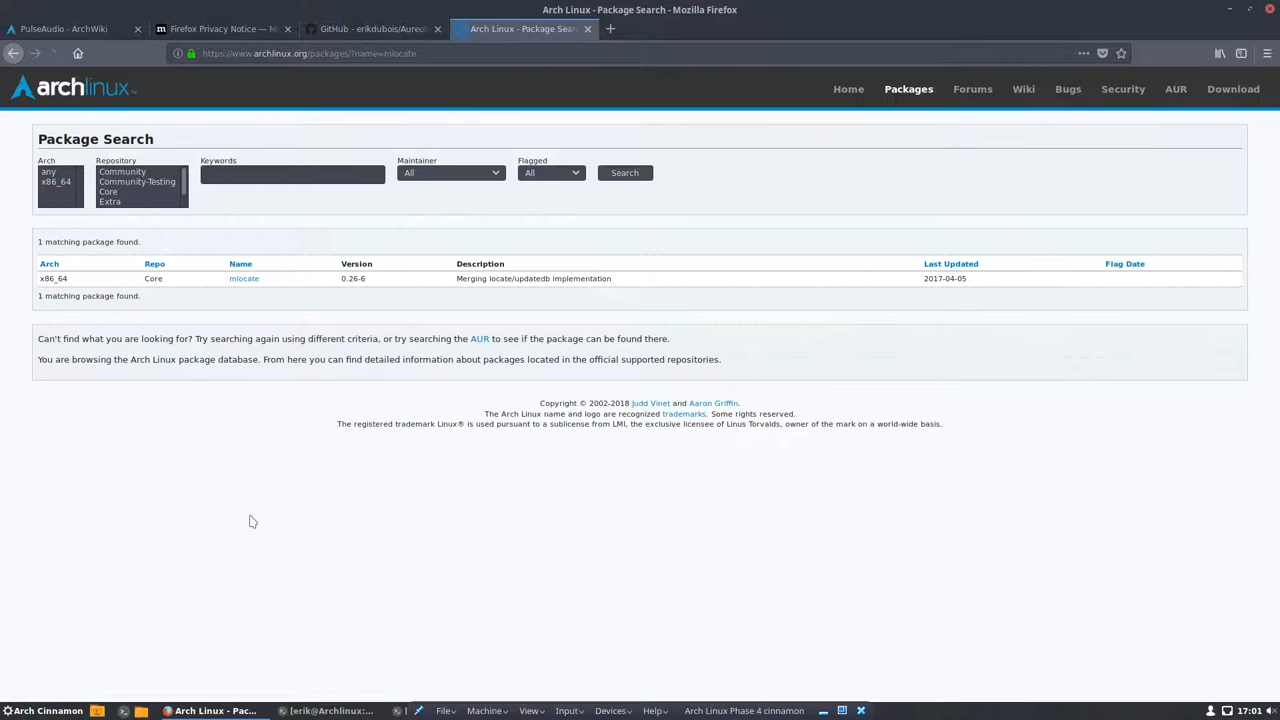 Arch Linux - Package Search - Mozilla Firefox
PulseAudio - ArchWiki
Firefox Privacy Notice — M
GitHub - erikdubois/Aureol
Arch Linux - Package Sear
https://www.archlinux.org/packages/?name=mlocate
archlinux
Home Packages Forums Wiki Bugs Security AUR Download
Package Search
Arch Repository Keywords Maintainer Flagged
any
x86_64
Community
Community-Testing
Core
Extra
All
All
Search
1 matching package found.
Arch Repo Name Version Description Last Updated Flag Date
x86_64 Core mlocate 0.26-6 Merging locate/updatedb implementation 2017-04-05
1 matching package found.
Can't find what you are looking for? Try searching again using different criteria, or try searching the AUR to see if the package can be found there.
You are browsing the Arch Linux package database. From here you can find detailed information about packages located in the official supported repositories.
Copyright © 2002-2018 Judd Vinet and Aaron Griffin.
The Arch Linux name and logo are recognized trademarks. Some rights reserved.
The registered trademark Linux® is used pursuant to a sublicense from LMI, the exclusive licensee of Linus Torvalds, owner of the mark on a world-wide basis.
Arch Cinnamon
Arch Linux - Pac...
[erik@Archlinux:...
File Machine View Input Devices Help Arch Linux Phase 4 cinnamon
17:01